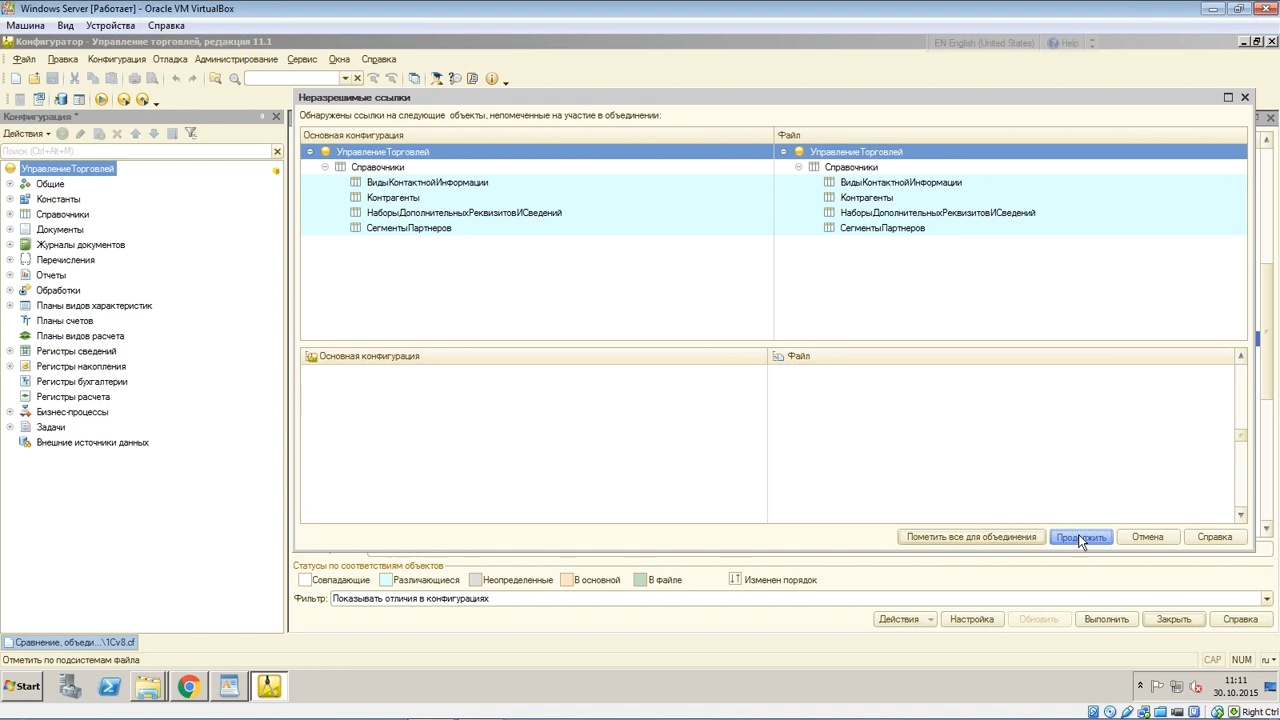 Windows Server [Работает] - Oracle VM VirtualBox
Машина Вид Устройства Справка
Конфигуратор - Управление торговлей, редакция 11.1
EN English (United States) Help
Файл Правка Конфигурация Отладка Администрирование Сервис Окна Справка
Конфигурация *
Действия
Поиск (Ctrl+Alt+M)
УправлениеТорговлей
Общие
Константы
Справочники
Документы
Журналы документов
Перечисления
Отчеты
Обработки
Планы видов характеристик
Планы счетов
Планы видов расчета
Регистры сведений
Регистры накопления
Регистры бухгалтерии
Регистры расчета
Бизнес-процессы
Задачи
Внешние источники данных
Неразрешимые ссылки
Обнаружены ссылки на следующие объекты, непомеченные на участие в объединении:
Основная конфигурация Файл
УправлениеТорговлей УправлениеТорговлей
Справочники Справочники
ВидыКонтактнойИнформации ВидыКонтактнойИнформации
Контрагенты Контрагенты
НаборыДополнительныхРеквизитовИСведений НаборыДополнительныхРеквизитовИСведений
СегментыПартнеров СегментыПартнеров
Основная конфигурация Файл
Пометить все для объединения Продолжить Отмена Справка
Статусы по соответствиям объектов
Совпадающие Различающиеся Неопределенные В основной В файле Изменен порядок
Фильтр: Показывать отличия в конфигурациях
Действия Настройка Обновить Выполнить Закрыть Справка
Сравнение, объеди...\1Cv8.cf
Отметить по подсистемам файла
CAP NUM ru
Start
11:11
30.10.2015
Right Ctrl